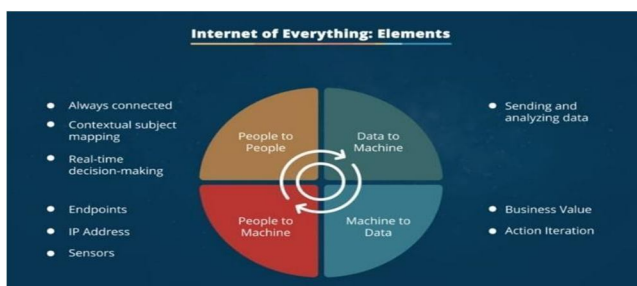 Internet of Everything: Elements
Always connected
Contextual subject
mapping
Real-time
decision-making
People to
People
Data to
Machine
Sending and
analyzing data
Endpoints
IP Address
Sensors
People to
Machine
Machine to
Data
Business Value
Action Iteration